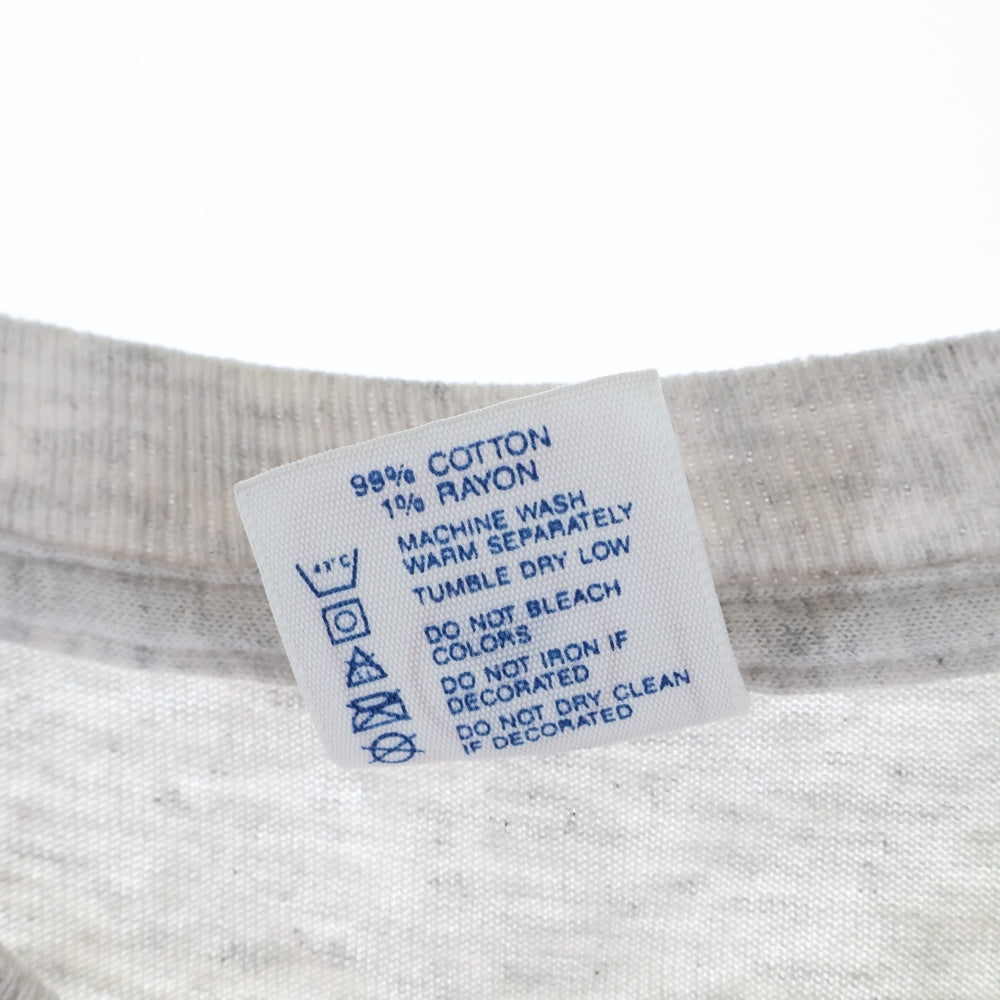 99% COTTON
1% RAYON
MACHINE WASH
WARM SEPARATELY
TUMBLE DRY LOW
DO NOT BLEACH
COLORS
DO NOT IRON IF
DECORATED
DO NOT DRY CLEAN
IF DECORATED
41°C